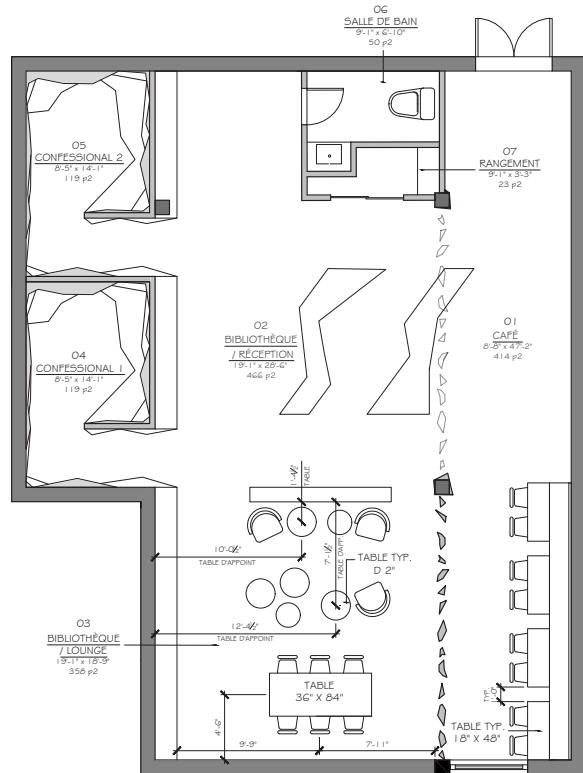 06
SALLE DE BAIN
9'-1" x 6'-10"
50 p2
05
CONFESSIONAL 2
8'-5" x 14'-1"
119 p2
07
RANGEMENT
9'-1" x 3'-3"
23 p2
02
BIBLIOTHÈQUE
/ RÉCEPTION
19'-1" x 28'-6"
466 p2
01
CAFÉ
8'-8" x 47'-2"
414 p2
04
CONFESSIONAL 1
8'-5" x 14'-1"
119 p2
1'-4½"
TABLE
10'-0½"
TABLE D'APPOINT
7'-1½"
TABLE D'APP.
TABLE TYP.
D 2"
12'-4½"
TABLE D'APPOINT
03
BIBLIOTHÈQUE
/ LOUNGE
19'-1" x 18'-9"
358 p2
TABLE
36" X 84"
4'-6"
9'-9"
7'-11"
TYP.
1'-0"
TABLE TYP.
18" X 48"